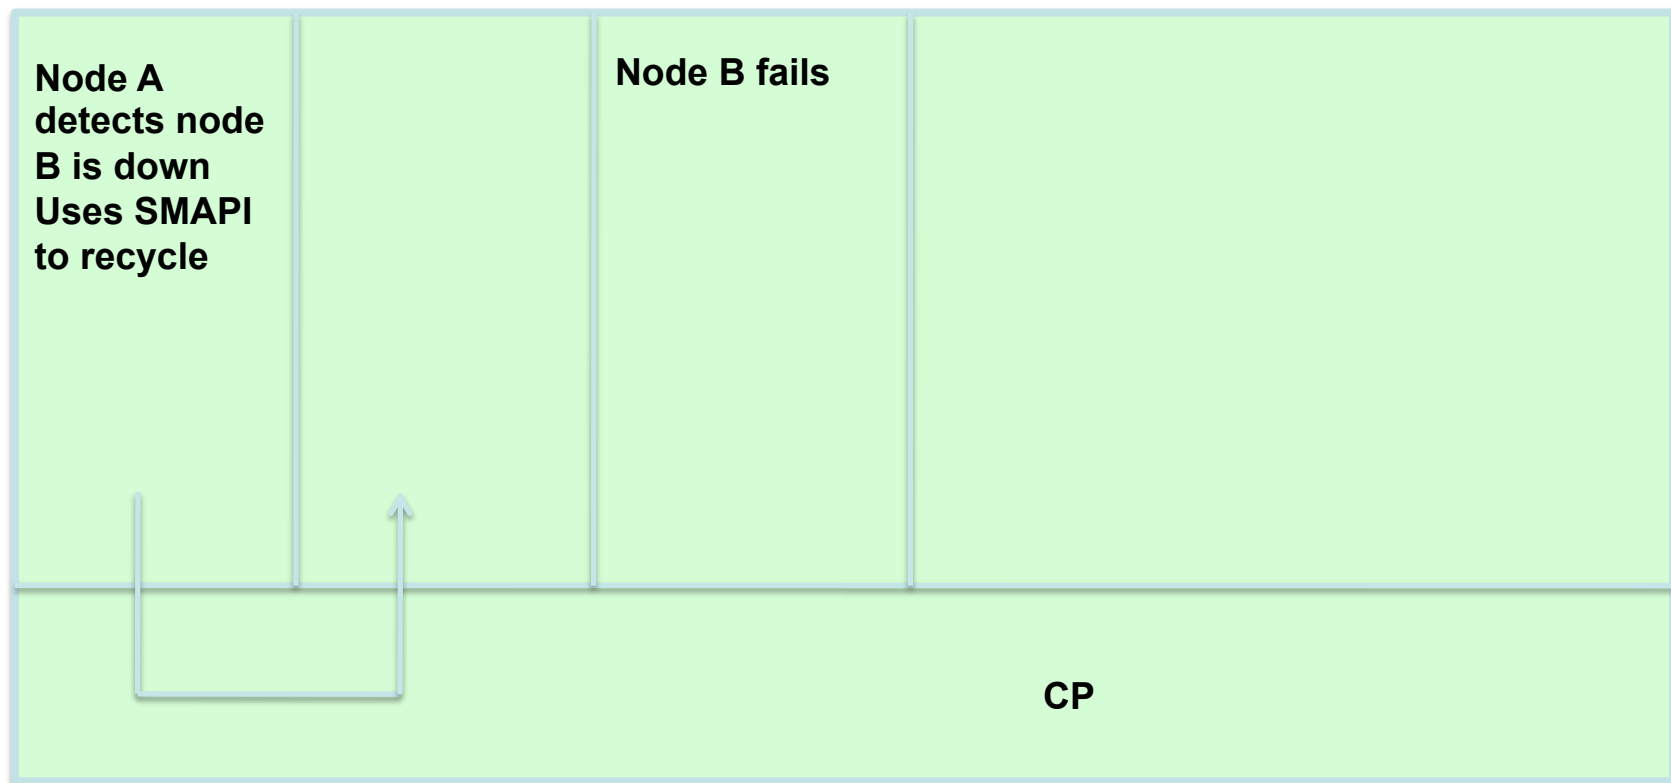 Node A
detects node
B is down
Uses SMAPI
to recycle
Node B fails
CP